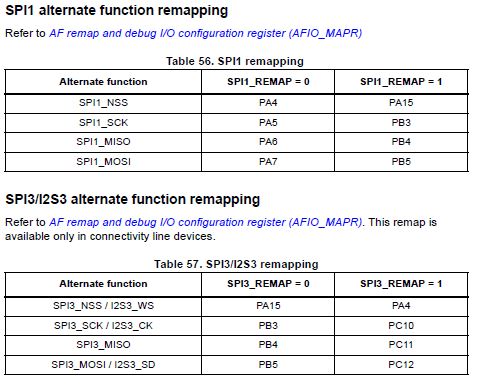 SPI1 alternate function remapping
Refer to AF remap and debug I/O configuration register (AFIO_MAPR)
Table 56. SPI1 remapping
Alternate function SPI1_REMAP = 0 SPI1_REMAP = 1
SPI1_NSS PA4 PA15
SPI1_SCK PA5 PB3
SPI1_MISO PA6 PB4
SPI1_MOSI PA7 PB5
SPI3/I2S3 alternate function remapping
Refer to AF remap and debug I/O configuration register (AFIO_MAPR). This remap is
available only in connectivity line devices.
Table 57. SPI3/I2S3 remapping
Alternate function SPI3_REMAP = 0 SPI3_REMAP = 1
SPI3_NSS / I2S3_WS PA15 PA4
SPI3_SCK / I2S3_CK PB3 PC10
SPI3_MISO PB4 PC11
SPI3_MOSI / I2S3_SD PB5 PC12